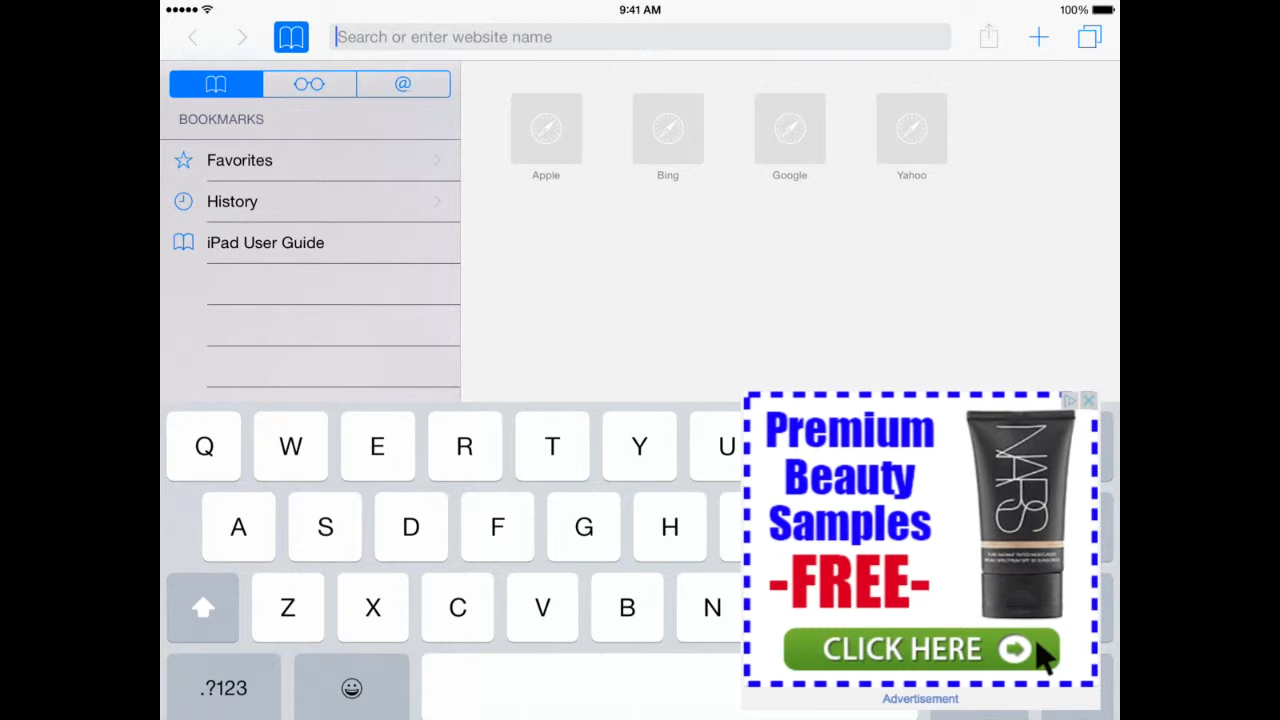 9:41 AM
100%
Search or enter website name
@
BOOKMARKS
Favorites
History
iPad User Guide
Apple
Bing
Google
Yahoo
Q W E R T Y U
A S D F G H
Z X C V B N
.?123
Premium
Beauty
Samples
-FREE-
CLICK HERE
NARS
Advertisement